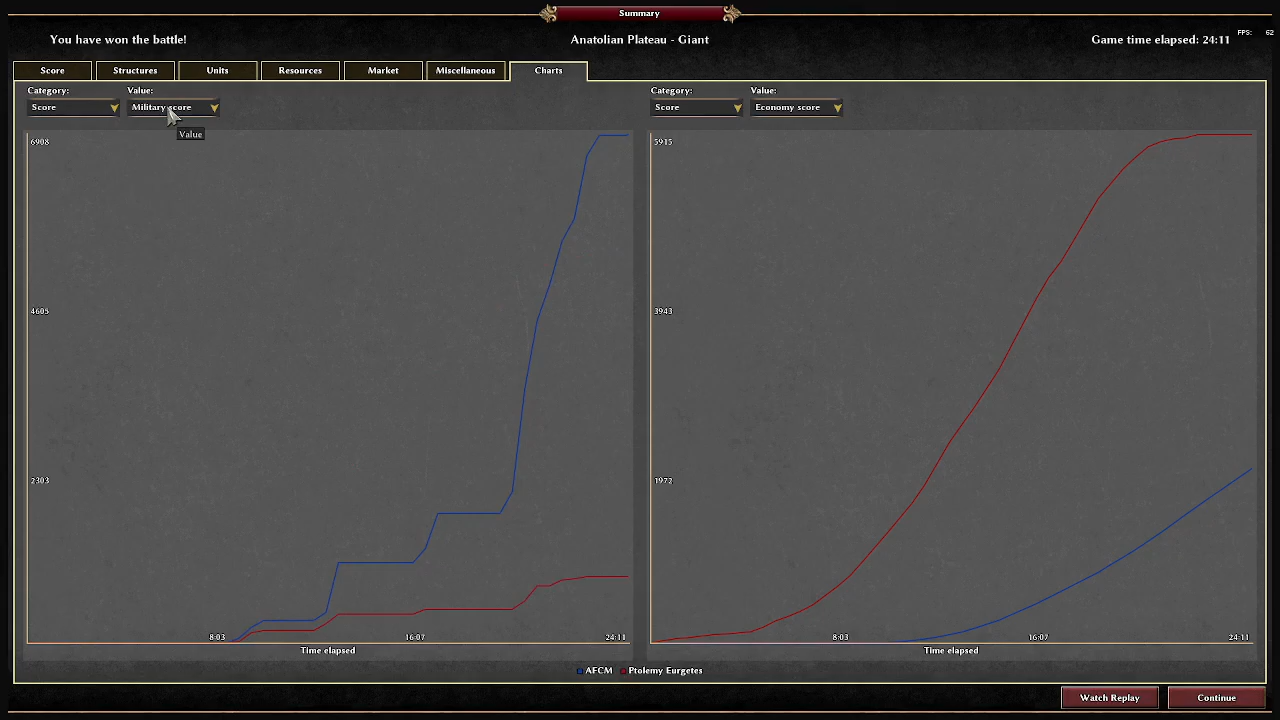 Summary
You have won the battle!
Anatolian Plateau - Giant
Game time elapsed: 24:11
FPS: 62
Score
Structures
Units
Resources
Market
Miscellaneous
Charts
Category:
Value:
Score
Military score
Value
Category:
Value:
Score
Economy score
6908
4605
2303
8:03
16:07
24:11
Time elapsed
5915
3943
1972
8:03
16:07
24:11
Time elapsed
AFCM
Ptolemy Eurgetes
Watch Replay
Continue